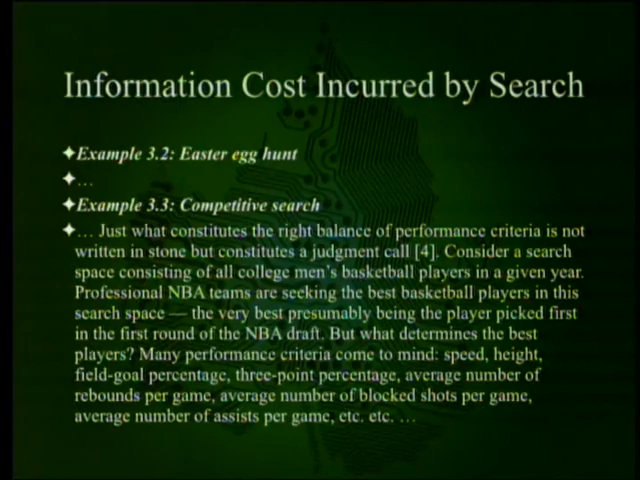 Information Cost Incurred by Search
✦Example 3.2: Easter egg hunt
✦…
✦Example 3.3: Competitive search
✦… Just what constitutes the right balance of performance criteria is not
written in stone but constitutes a judgment call [4]. Consider a search
space consisting of all college men's basketball players in a given year.
Professional NBA teams are seeking the best basketball players in this
search space — the very best presumably being the player picked first
in the first round of the NBA draft. But what determines the best
players? Many performance criteria come to mind: speed, height,
field-goal percentage, three-point percentage, average number of
rebounds per game, average number of blocked shots per game,
average number of assists per game, etc. etc. …